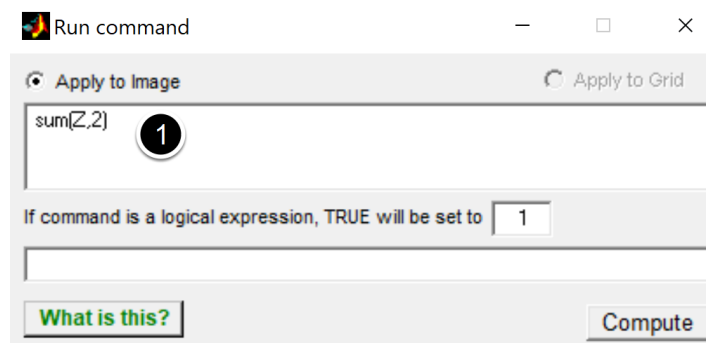 Run command
Apply to Image
Apply to Grid
sum(Z,2)
1
If command is a logical expression, TRUE will be set to 1
What is this?
Compute